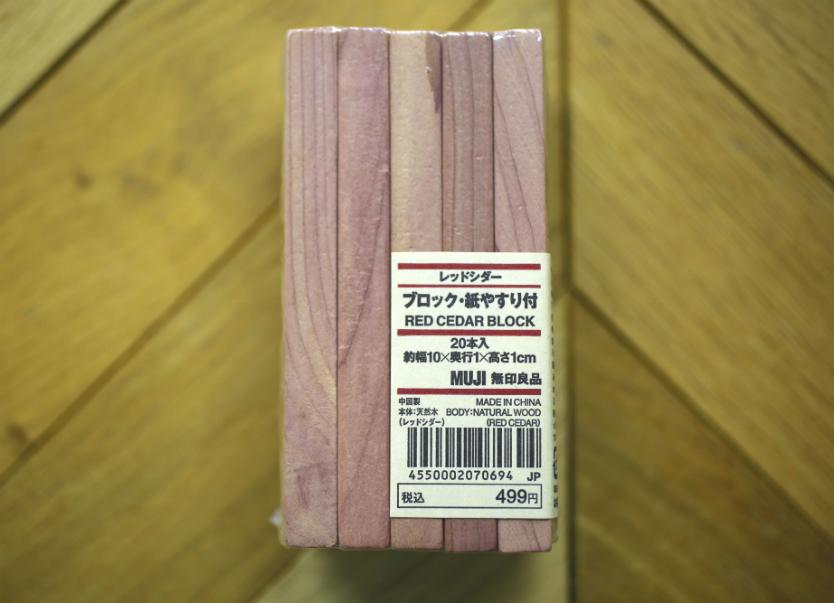 レッドシダー
ブロック・紙やすり付
RED CEDAR BLOCK
20本入
約幅10×奥行1×高さ1cm
MUJI 無印良品
中国製 MADE IN CHINA
本体:天然木 BODY:NATURAL WOOD
(レッドシダー) (RED CEDAR)
4550002070694 JP
税込 499円